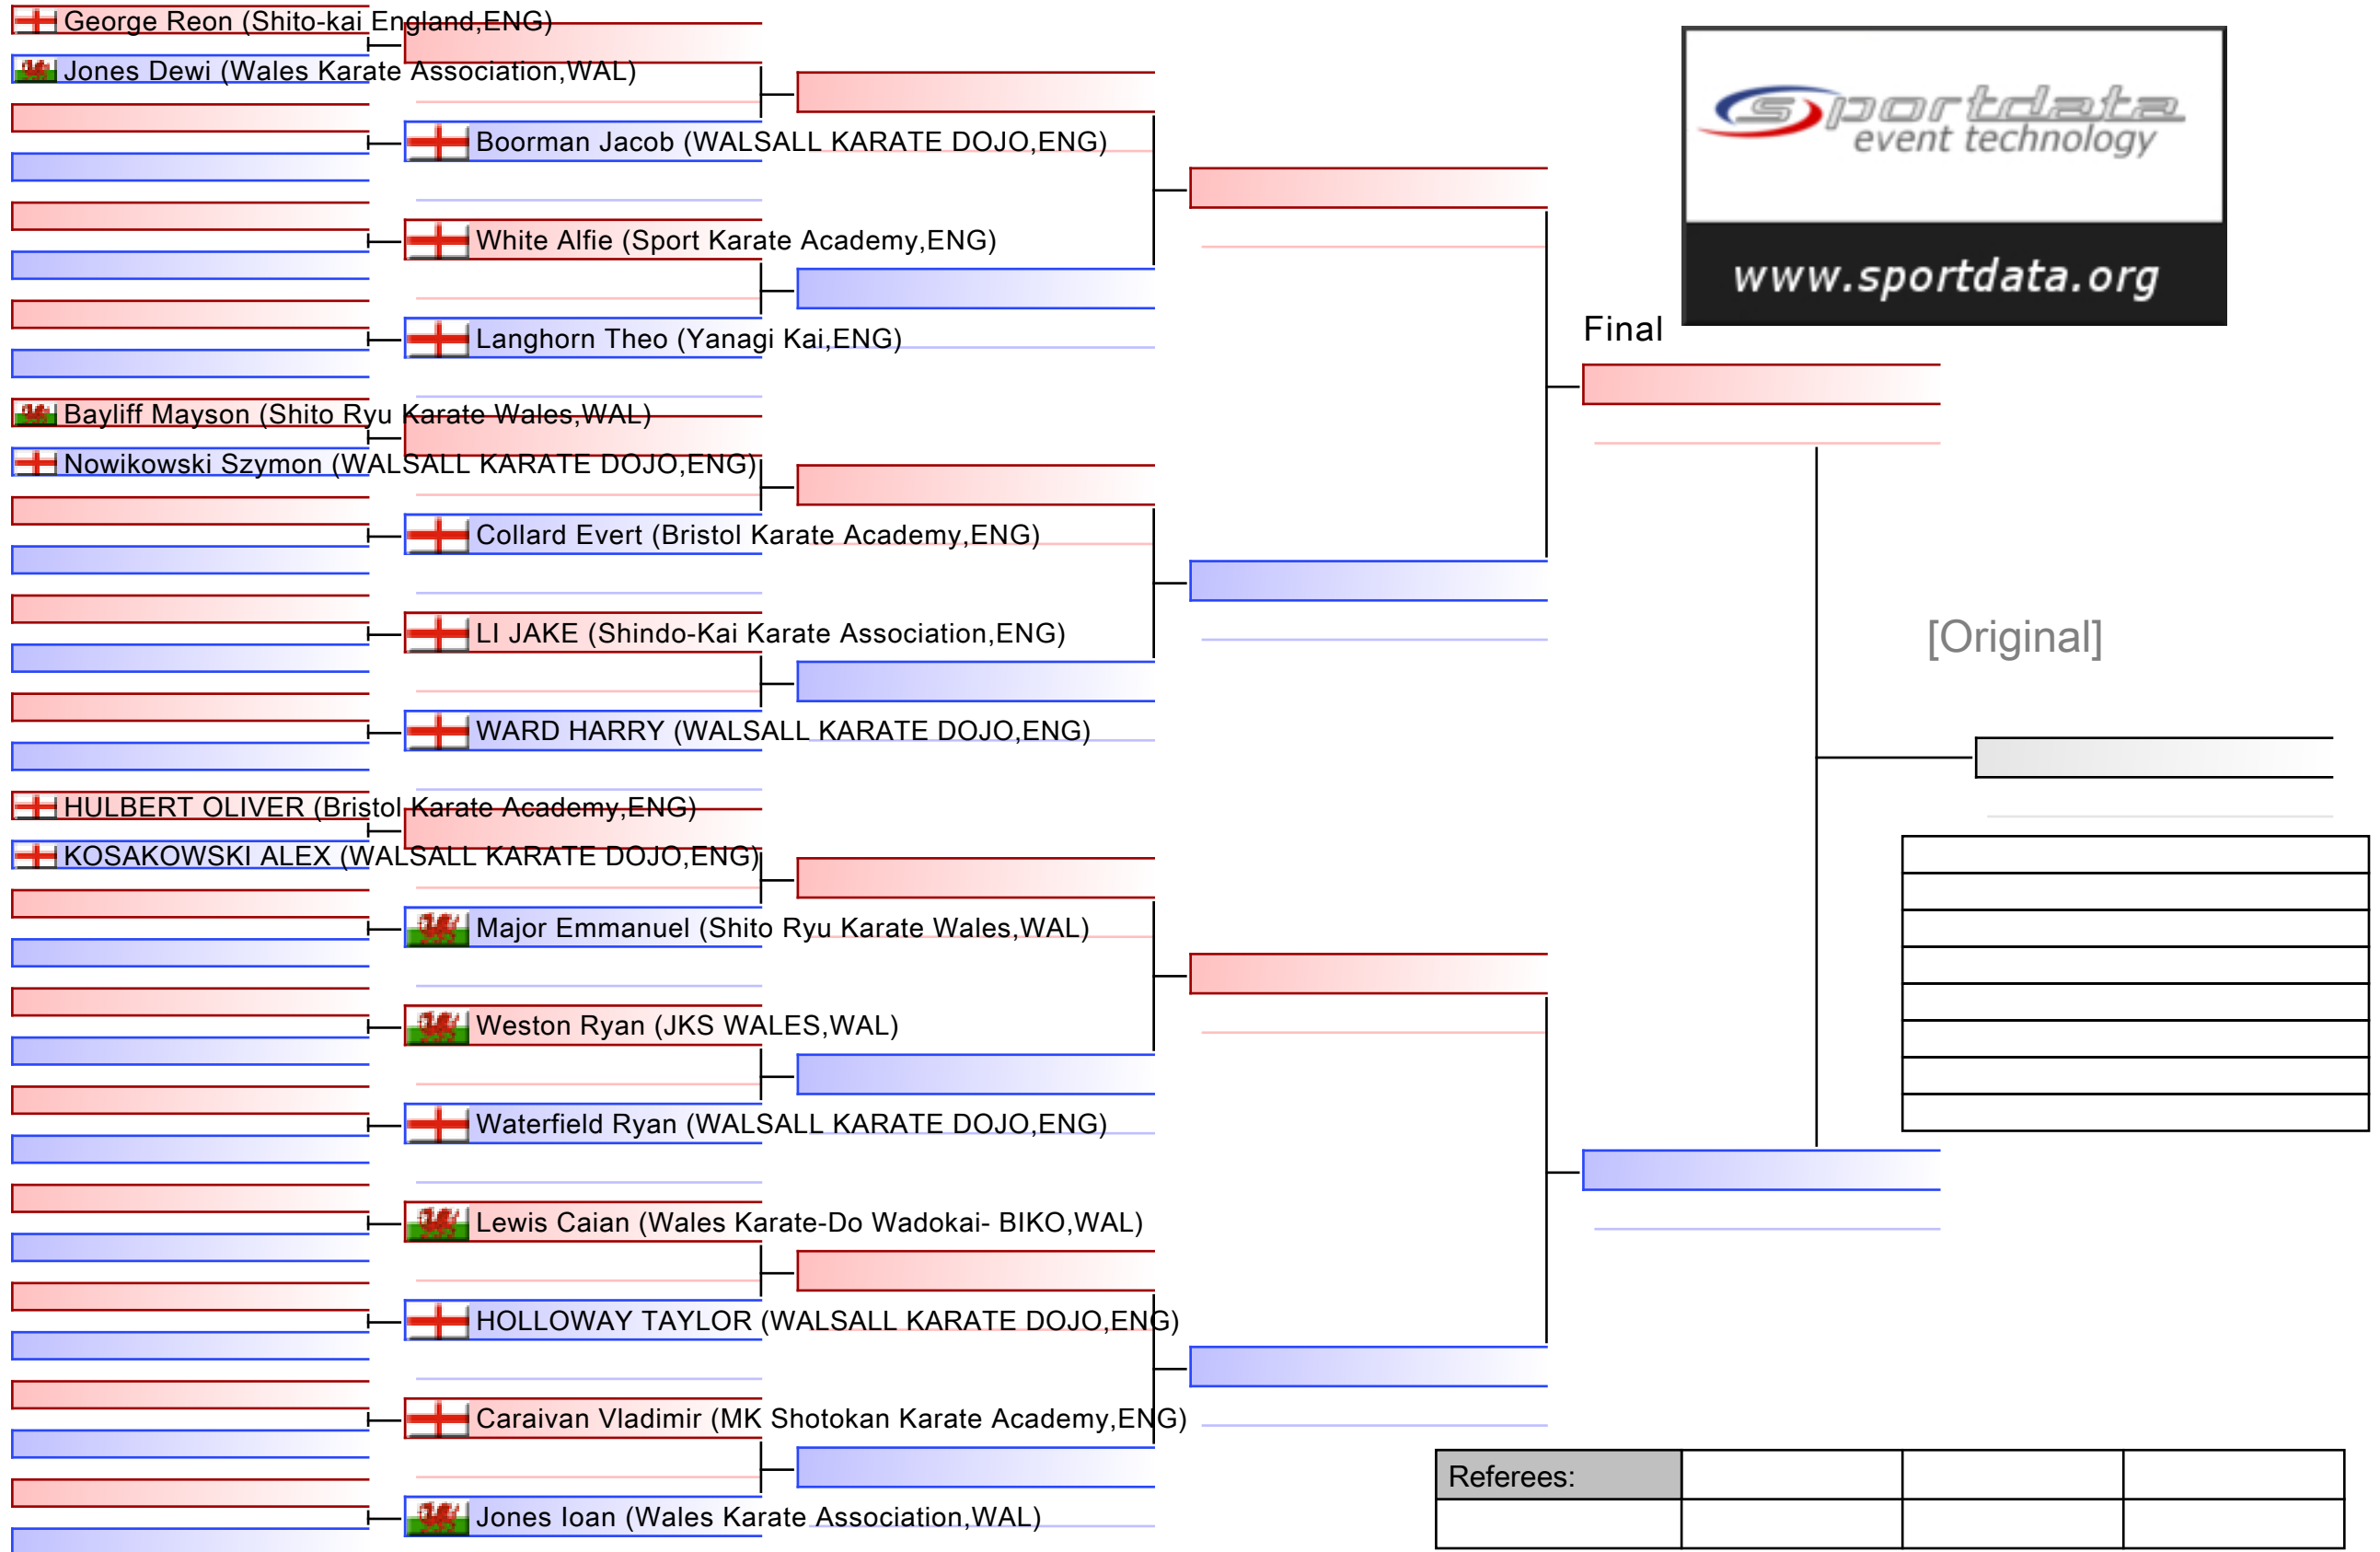 George Reon (Shito-kai England,ENG)
Jones Dewi (Wales Karate Association,WAL)
Boorman Jacob (WALSALL KARATE DOJO,ENG)
White Alfie (Sport Karate Academy,ENG)
Langhorn Theo (Yanagi Kai,ENG)
Bayliff Mayson (Shito Ryu Karate Wales,WAL)
Nowikowski Szymon (WALSALL KARATE DOJO,ENG)
Collard Evert (Bristol Karate Academy,ENG)
LI JAKE (Shindo-Kai Karate Association,ENG)
WARD HARRY (WALSALL KARATE DOJO,ENG)
HULBERT OLIVER (Bristol Karate Academy,ENG)
KOSAKOWSKI ALEX (WALSALL KARATE DOJO,ENG)
Major Emmanuel (Shito Ryu Karate Wales,WAL)
Weston Ryan (JKS WALES,WAL)
Waterfield Ryan (WALSALL KARATE DOJO,ENG)
Lewis Caian (Wales Karate-Do Wadokai- BIKO,WAL)
HOLLOWAY TAYLOR (WALSALL KARATE DOJO,ENG)
Caraivan Vladimir (MK Shotokan Karate Academy,ENG)
Jones Ioan (Wales Karate Association,WAL)
sportdata
event technology
www.sportdata.org
Final
[Original]
Referees: